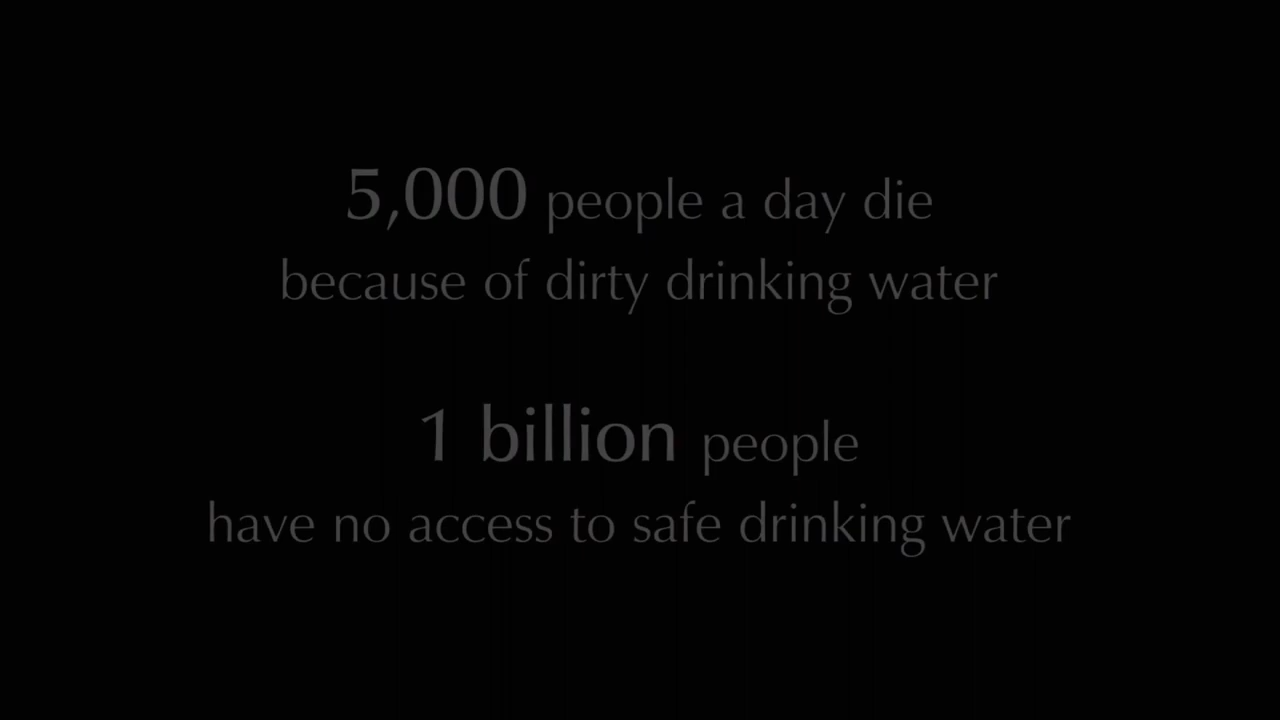 5,000 people a day die
because of dirty drinking water
1 billion people
have no access to safe drinking water